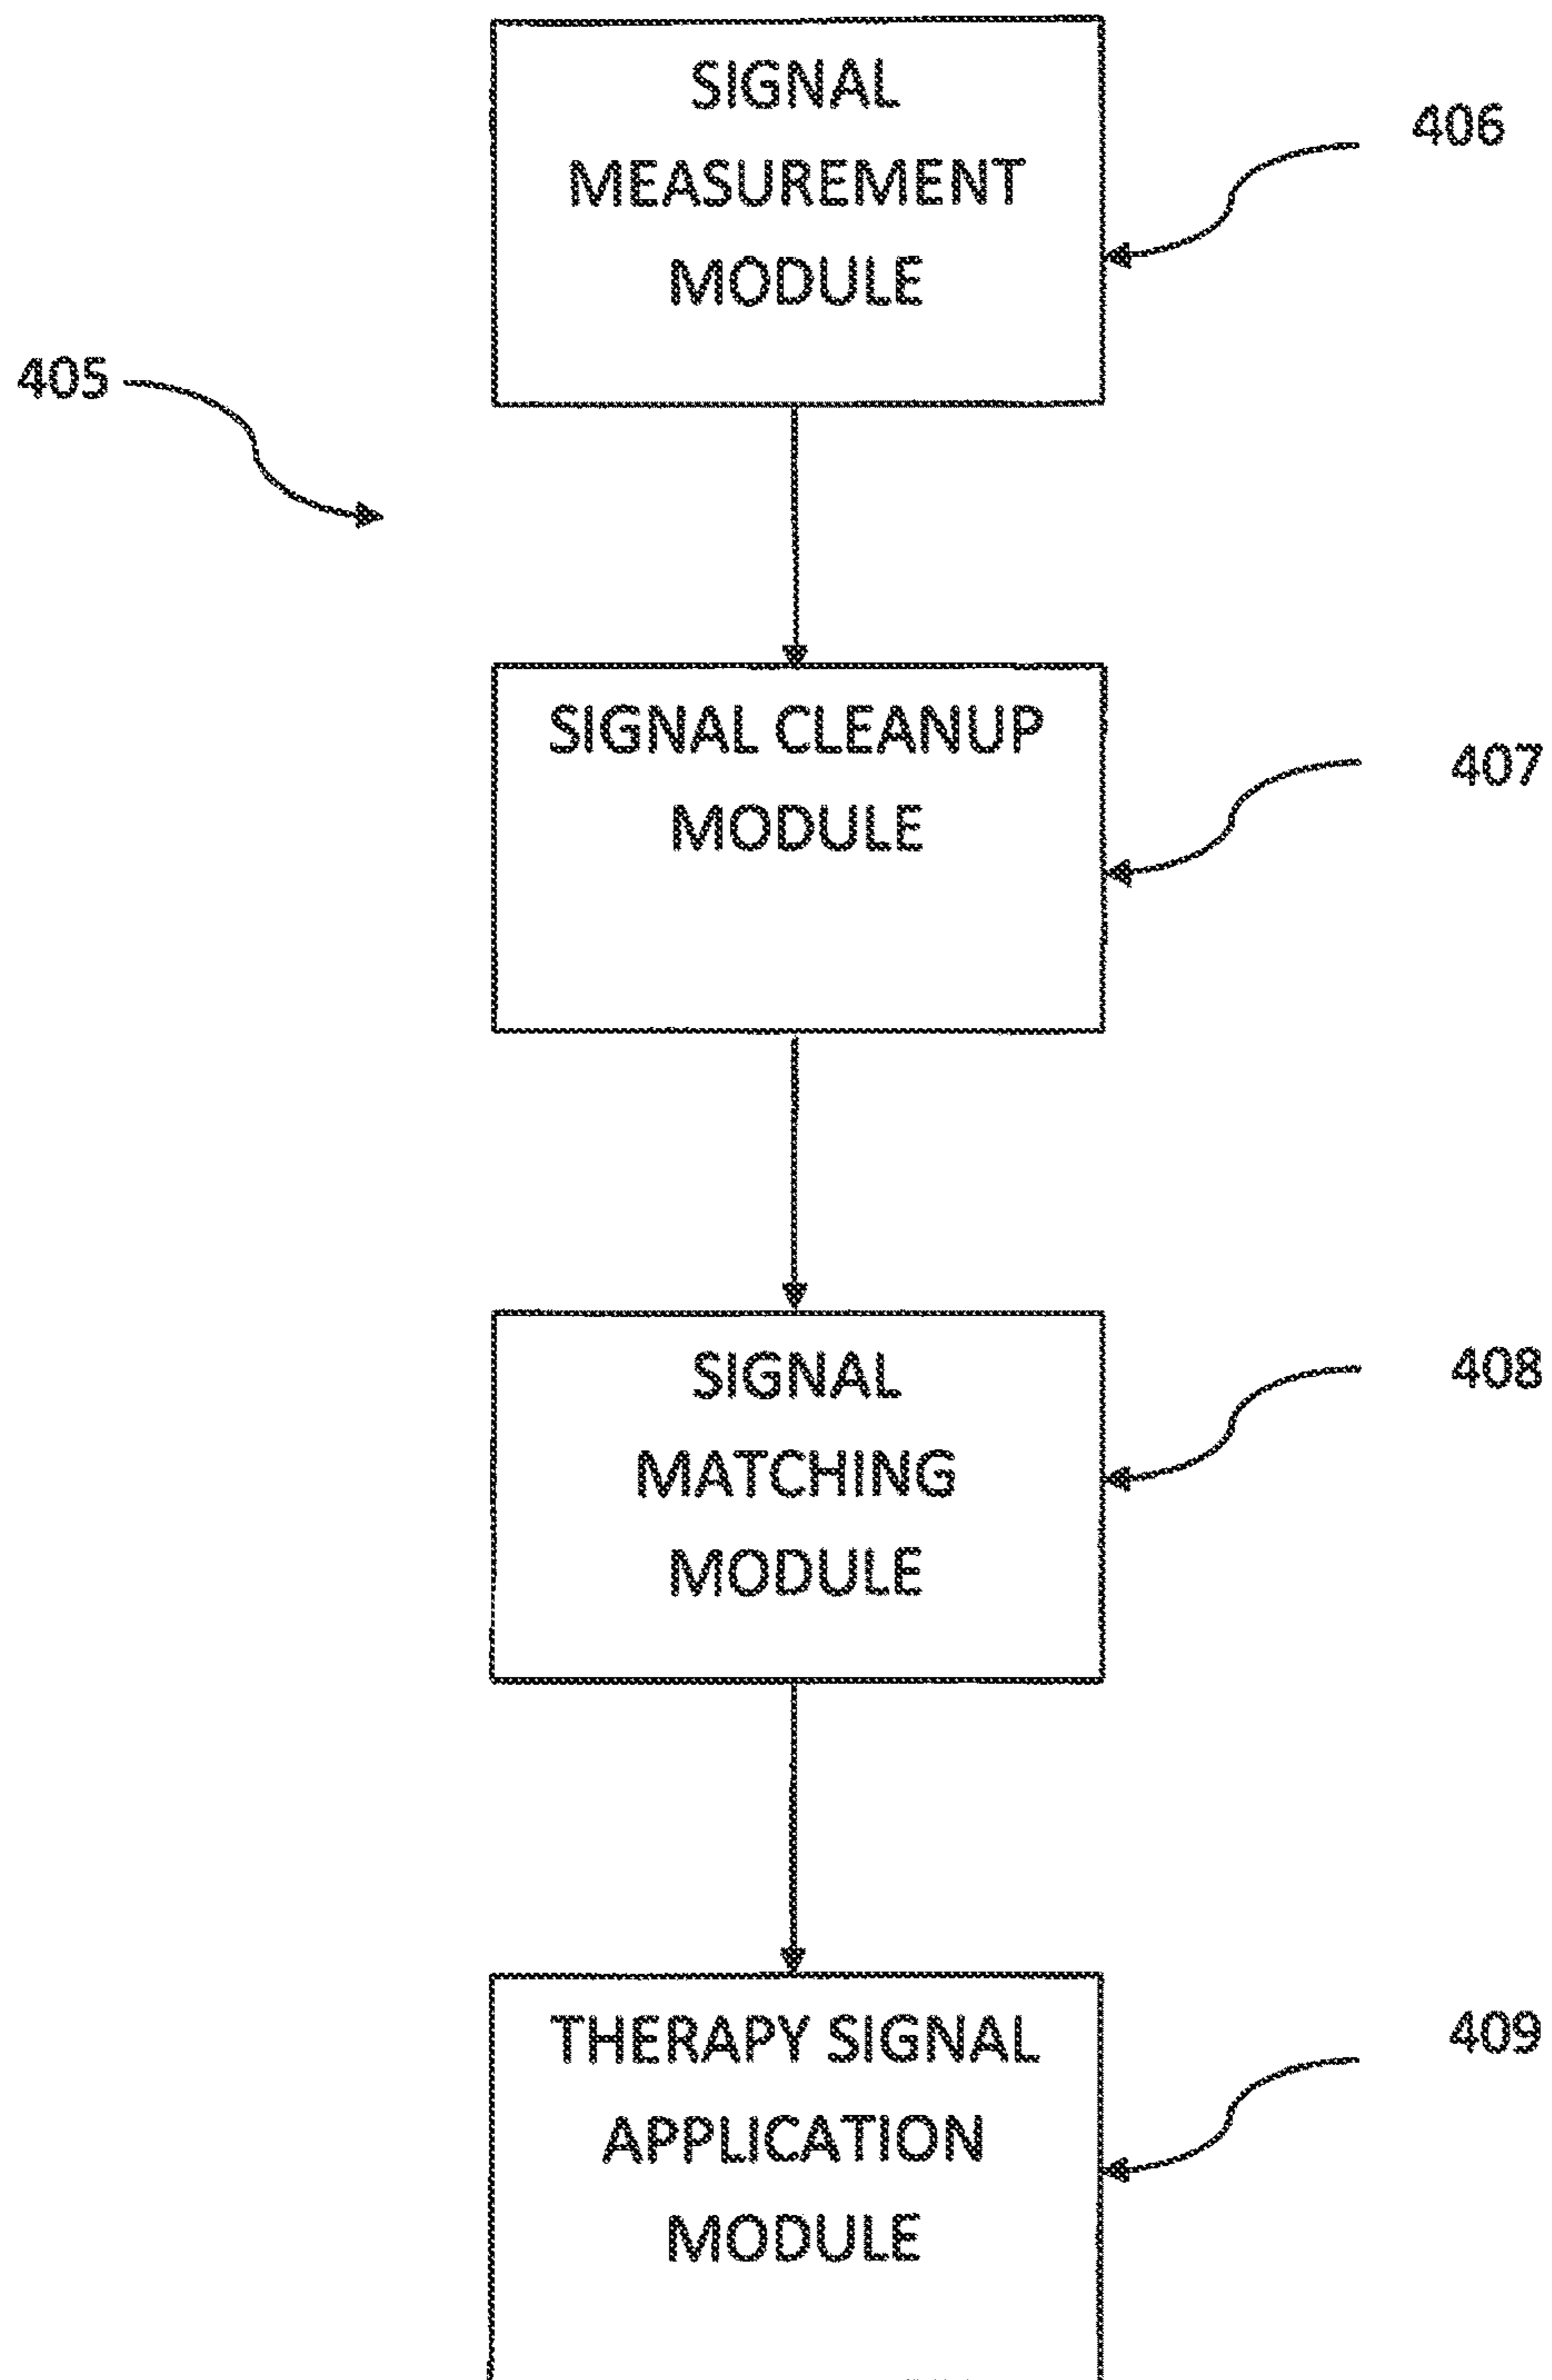 SIGNAL
MEASUREMENT
MODULE
406
405
SIGNAL CLEANUP
MODULE
407
SIGNAL
MATCHING
MODULE
408
THERAPY SIGNAL
APPLICATION
MODULE
409